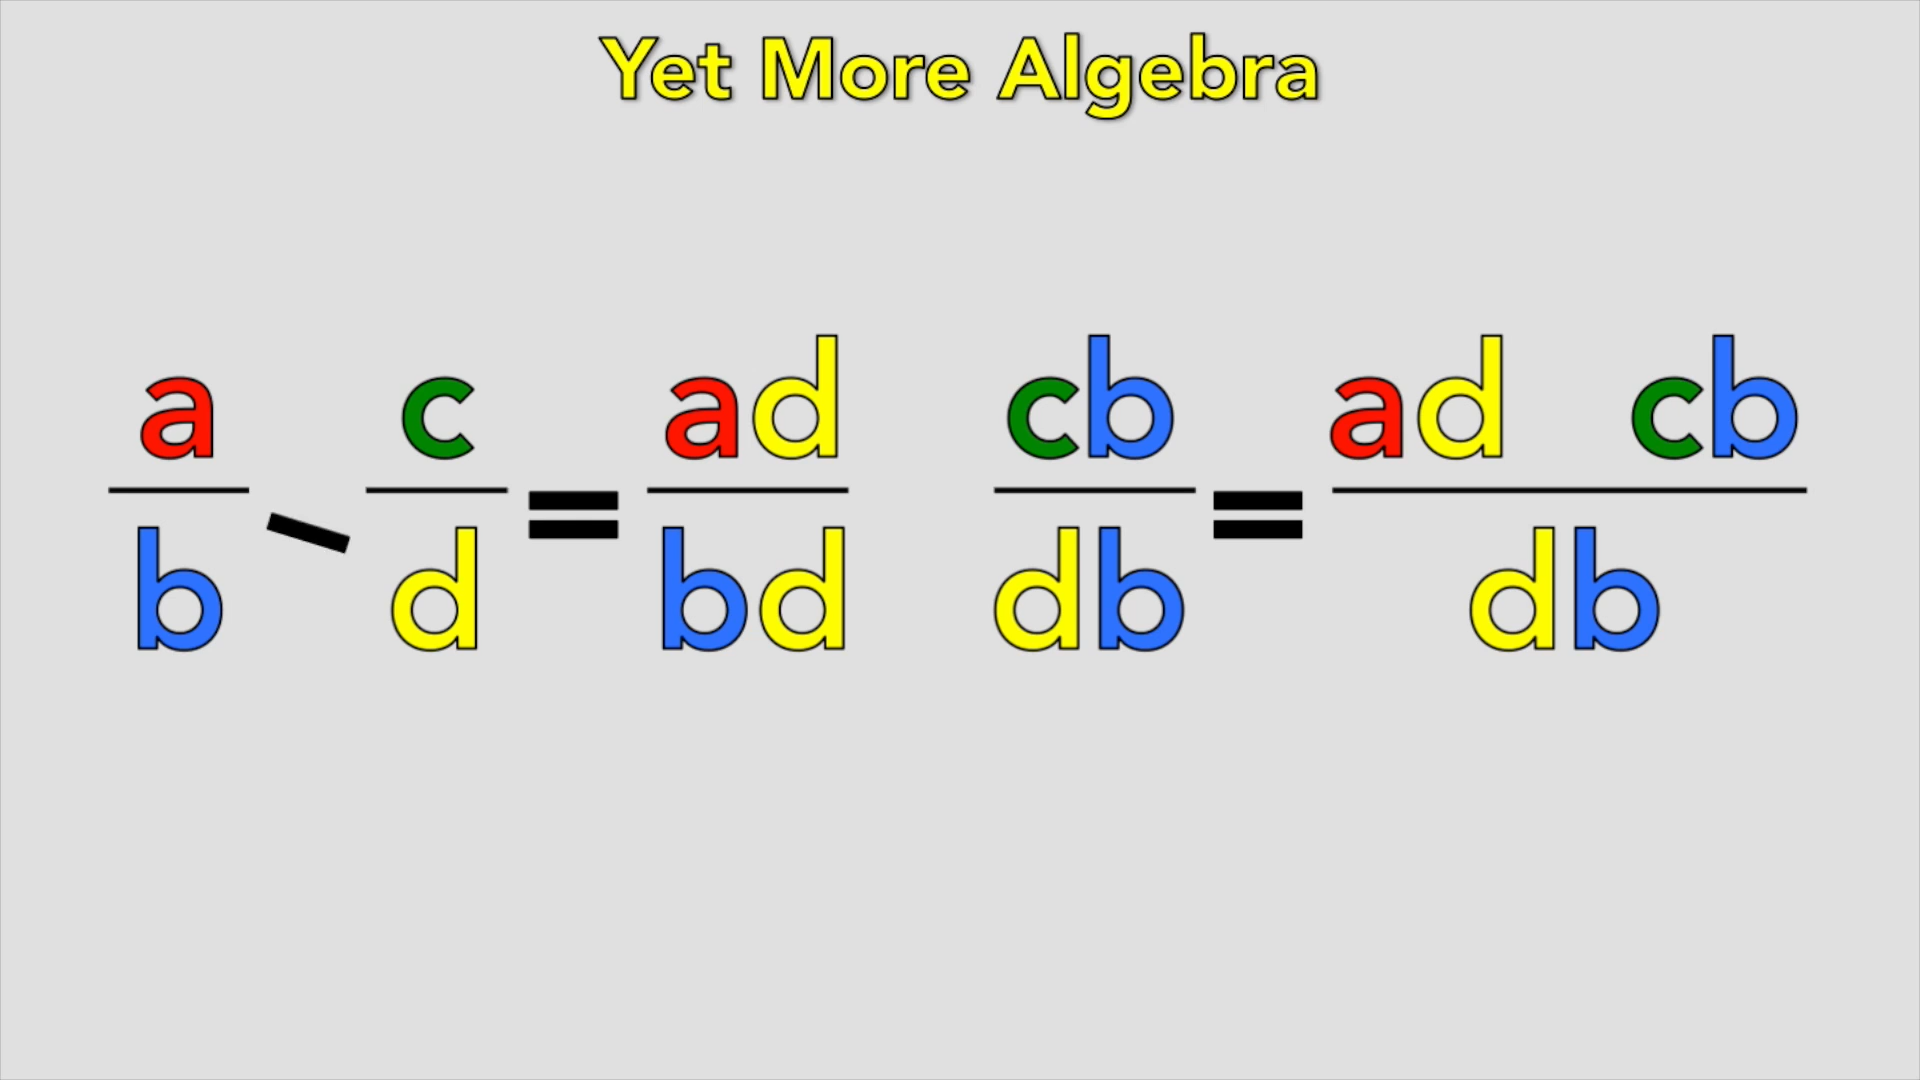 Yet More Algebra
a c ad cb ad cb
- = =
b d bd db db